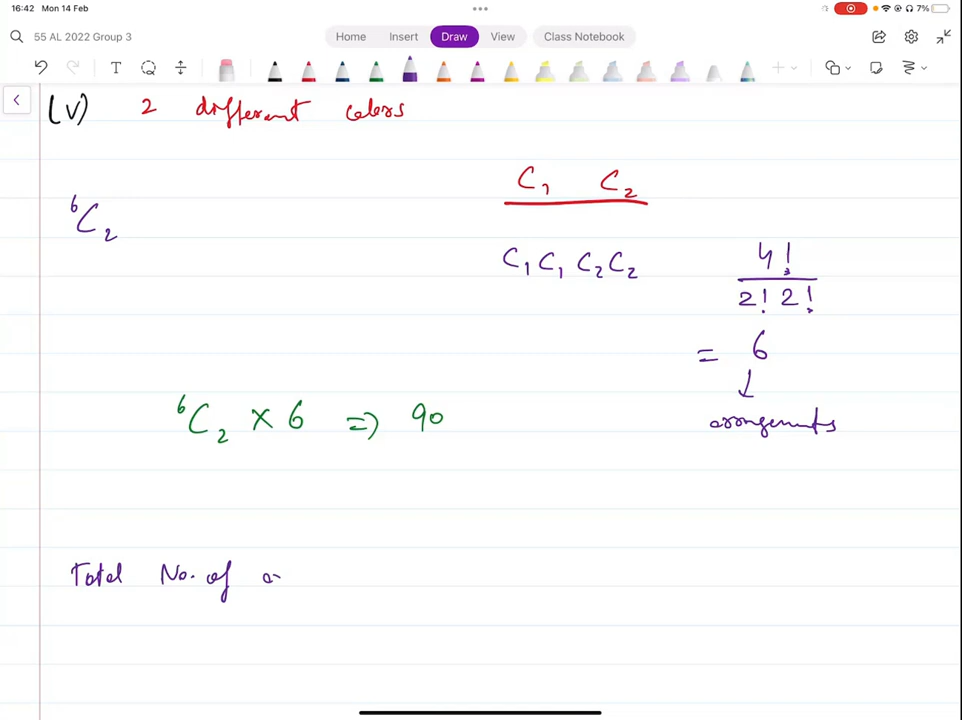 16:42 Mon 14 Feb 7%
55 AL 2022 Group 3 Home Insert Draw View Class Notebook
(V) 2 different colors
C₁ C₂
⁶C₂
C₁ C₁ C₂ C₂
4!
2! 2!
= 6
⁶C₂ × 6 => 90
arrangements
Total No. of a